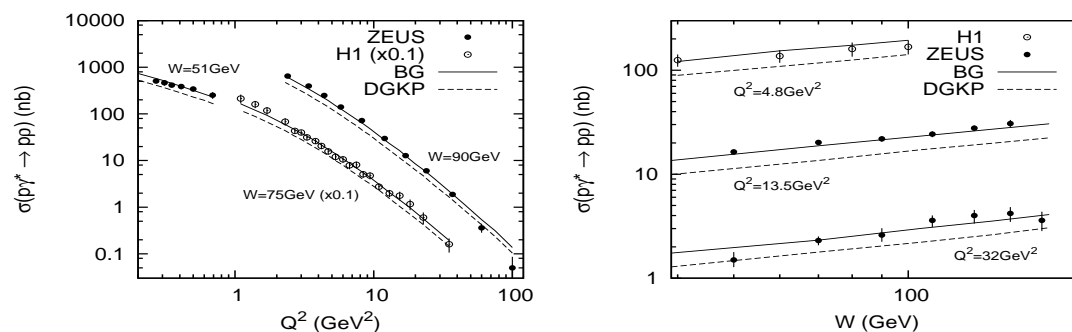 ZEUS
H1 (x0.1)
BG
DGKP
W=51GeV
W=90GeV
W=75GeV (x0.1)
10000
1000
100
10
1
0.1
1
10
100
Q² (GeV²)
σ(pγ* → pρ) (nb)
H1
ZEUS
BG
DGKP
Q²=4.8GeV²
Q²=13.5GeV²
Q²=32GeV²
100
10
1
100
W (GeV)
σ(pγ* → pρ) (nb)